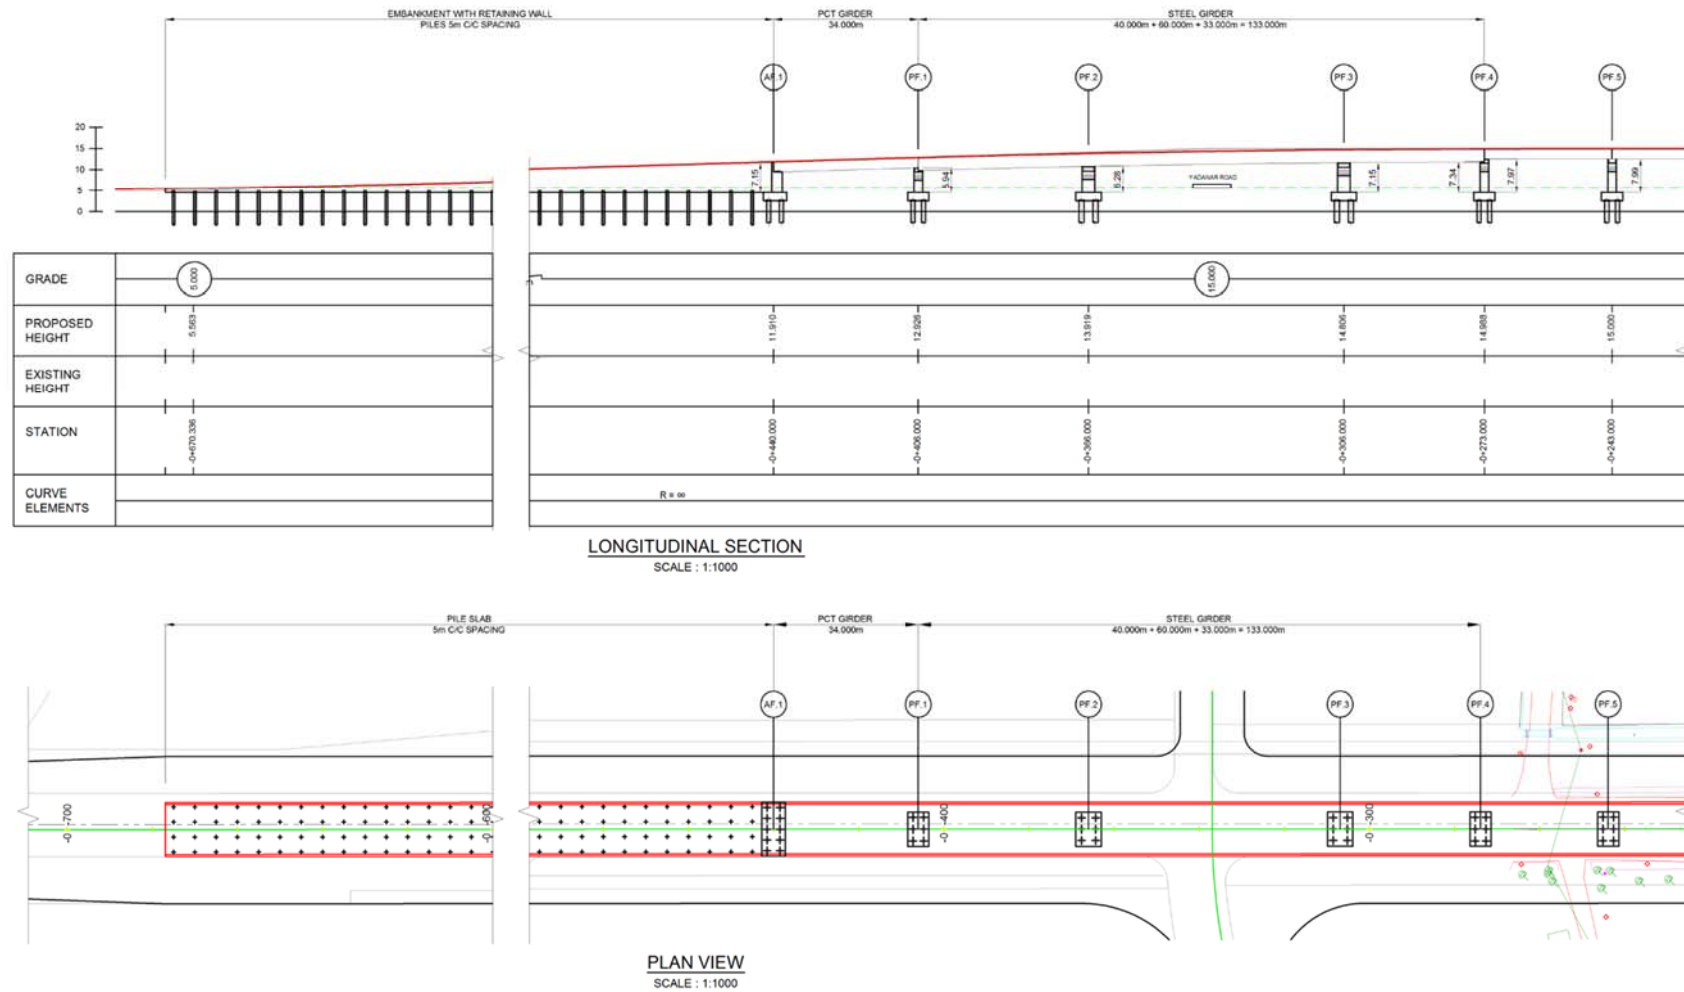 EMBANKMENT WITH RETAINING WALL
PILES 5m C/C SPACING
PCT GIRDER
34.000m
STEEL GIRDER
40.000m + 60.000m + 33.000m = 133.000m
AF.1
PF.1
PF.2
PF.3
PF.4
PF.5
20
15
10
5
0
7.15
5.94
6.28
YADANAR ROAD
7.15
7.34
7.97
7.99
GRADE
5.000
15.000
PROPOSED
HEIGHT
5.563
11.910
12.926
13.919
14.806
14.988
15.000
EXISTING
HEIGHT
STATION
-0+570.336
-0+440.000
-0+406.000
-0+366.000
-0+306.000
-0+273.000
-0+243.000
CURVE
ELEMENTS
R = ∞
LONGITUDINAL SECTION
SCALE : 1:1000
PILE SLAB
5m C/C SPACING
PCT GIRDER
34.000m
STEEL GIRDER
40.000m + 60.000m + 33.000m = 133.000m
AF.1
PF.1
PF.2
PF.3
PF.4
PF.5
-0 -700
-0 -600
-0 -400
-0 -300
PLAN VIEW
SCALE : 1:1000